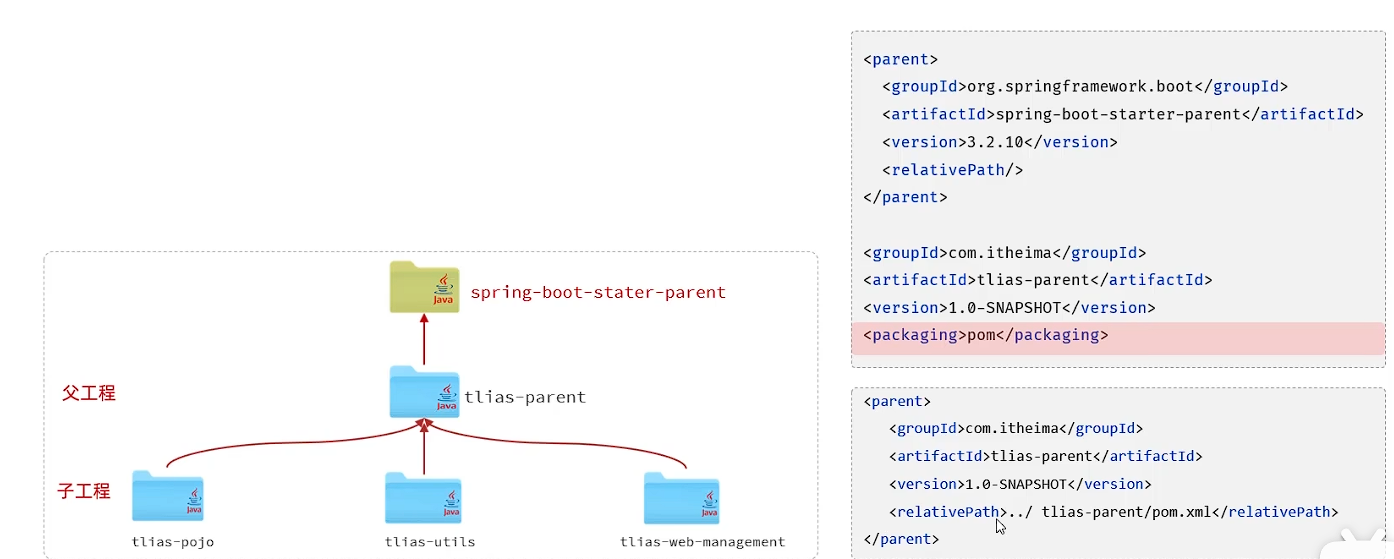 spring-boot-stater-parent
父工程
tlias-parent
子工程
tlias-pojo
tlias-utils
tlias-web-management
Java
Java
Java
Java
Java
<parent>
<groupId>org.springframework.boot</groupId>
<artifactId>spring-boot-starter-parent</artifactId>
<version>3.2.10</version>
<relativePath/>
</parent>
<groupId>com.itheima</groupId>
<artifactId>tlias-parent</artifactId>
<version>1.0-SNAPSHOT</version>
<packaging>pom</packaging>
<parent>
<groupId>com.itheima</groupId>
<artifactId>tlias-parent</artifactId>
<version>1.0-SNAPSHOT</version>
<relativePath>../ tlias-parent/pom.xml</relativePath>
</parent>